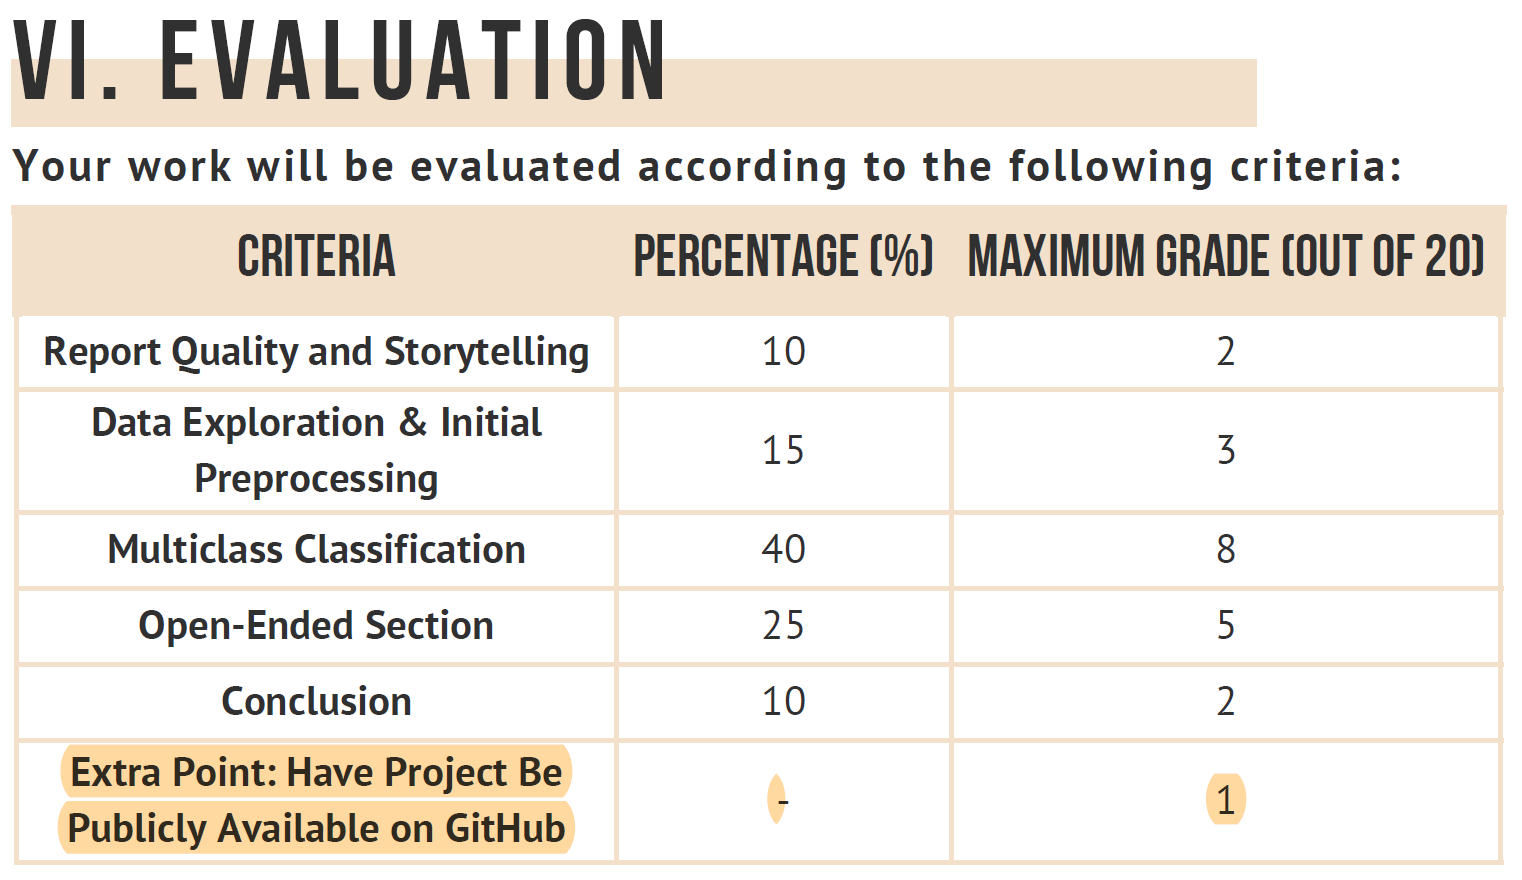 VI. EVALUATION
Your work will be evaluated according to the following criteria:
CRITERIA PERCENTAGE (%) MAXIMUM GRADE (OUT OF 20)
Report Quality and Storytelling 10 2
Data Exploration & Initial
Preprocessing 15 3
Multiclass Classification 40 8
Open-Ended Section 25 5
Conclusion 10 2
Extra Point: Have Project Be
Publicly Available on GitHub - 1